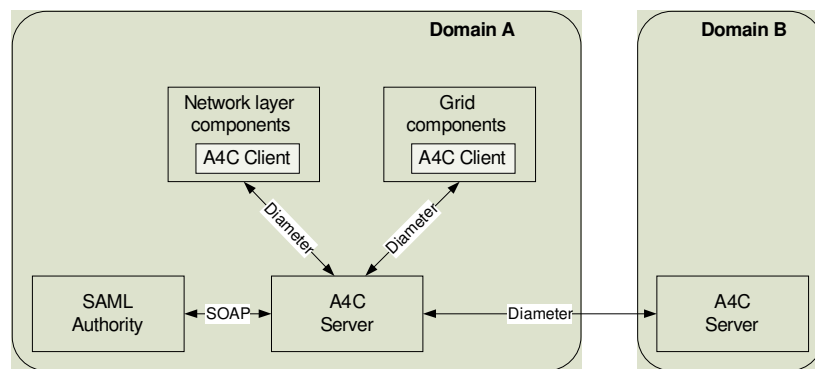 Domain A
Domain B
Network layer
components
A4C Client
Grid
components
A4C Client
Diameter
Diameter
SAML
Authority
SOAP
A4C
Server
Diameter
A4C
Server